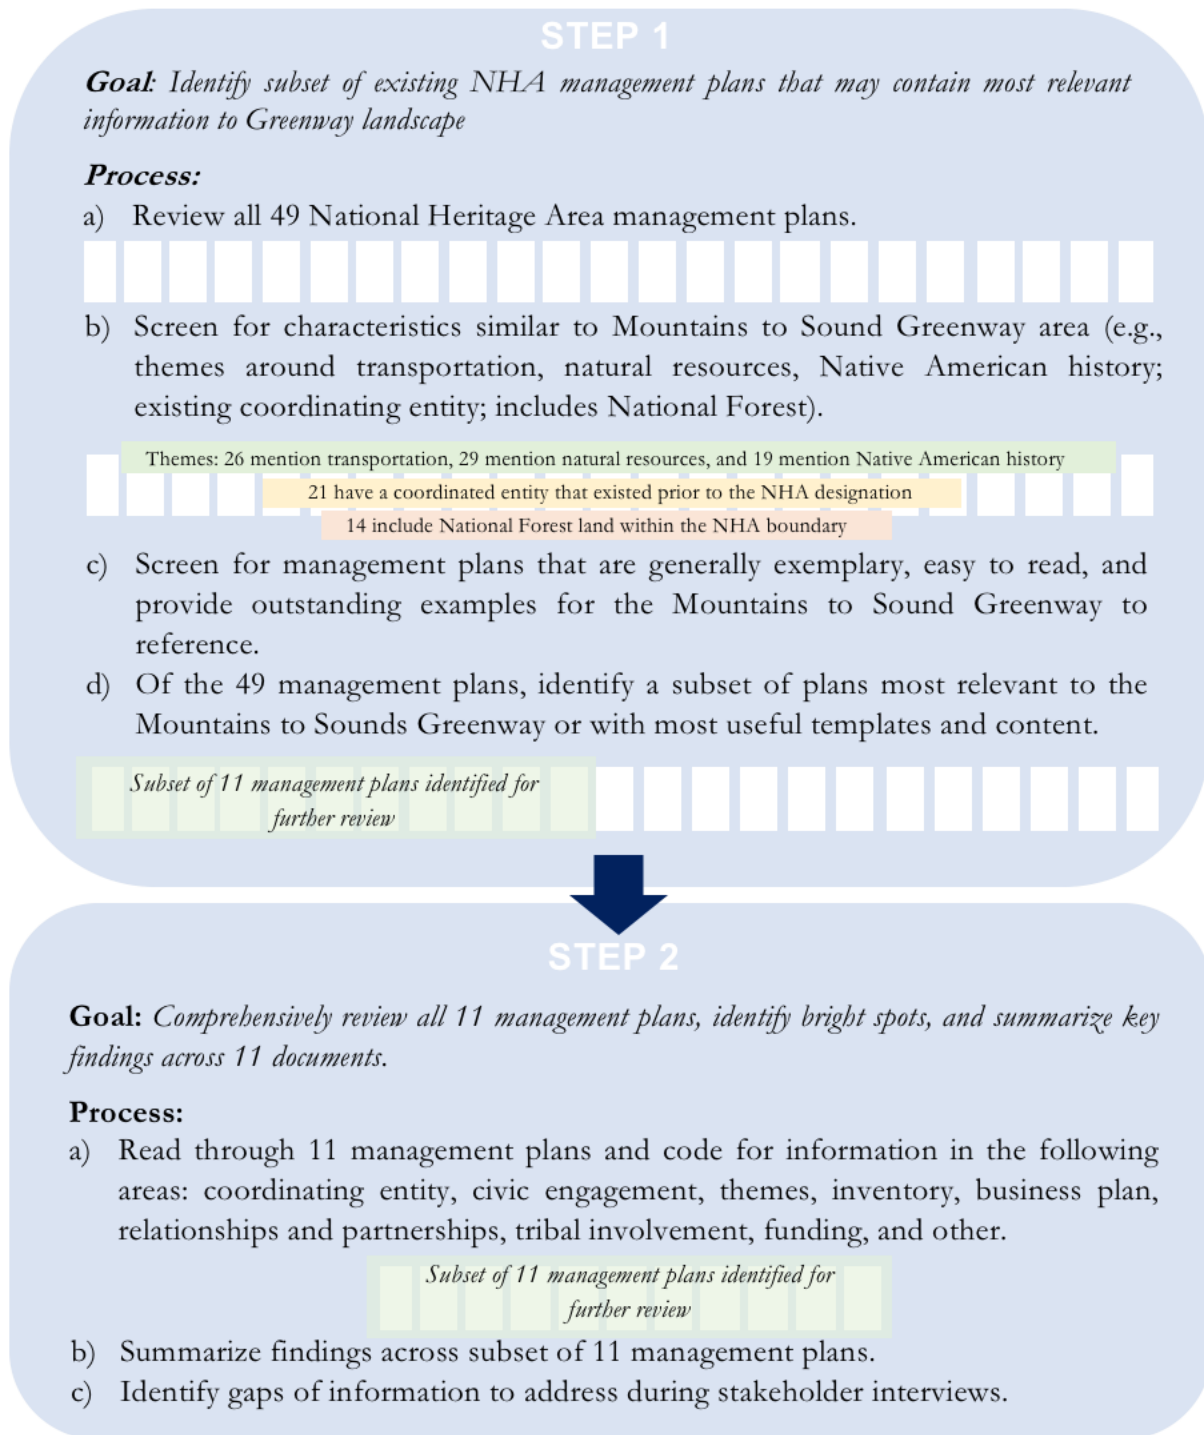 STEP 1
Goal: Identify subset of existing NHA management plans that may contain most relevant
information to Greenway landscape
Process:
a) Review all 49 National Heritage Area management plans.
b) Screen for characteristics similar to Mountains to Sound Greenway area (e.g.,
themes around transportation, natural resources, Native American history;
existing coordinating entity; includes National Forest).
Themes: 26 mention transportation, 29 mention natural resources, and 19 mention Native American history
21 have a coordinated entity that existed prior to the NHA designation
14 include National Forest land within the NHA boundary
c) Screen for management plans that are generally exemplary, easy to read, and
provide outstanding examples for the Mountains to Sound Greenway to
reference.
d) Of the 49 management plans, identify a subset of plans most relevant to the
Mountains to Sounds Greenway or with most useful templates and content.
Subset of 11 management plans identified for
further review
STEP 2
Goal: Comprehensively review all 11 management plans, identify bright spots, and summarize key
findings across 11 documents.
Process:
a) Read through 11 management plans and code for information in the following
areas: coordinating entity, civic engagement, themes, inventory, business plan,
relationships and partnerships, tribal involvement, funding, and other.
Subset of 11 management plans identified for
further review
b) Summarize findings across subset of 11 management plans.
c) Identify gaps of information to address during stakeholder interviews.